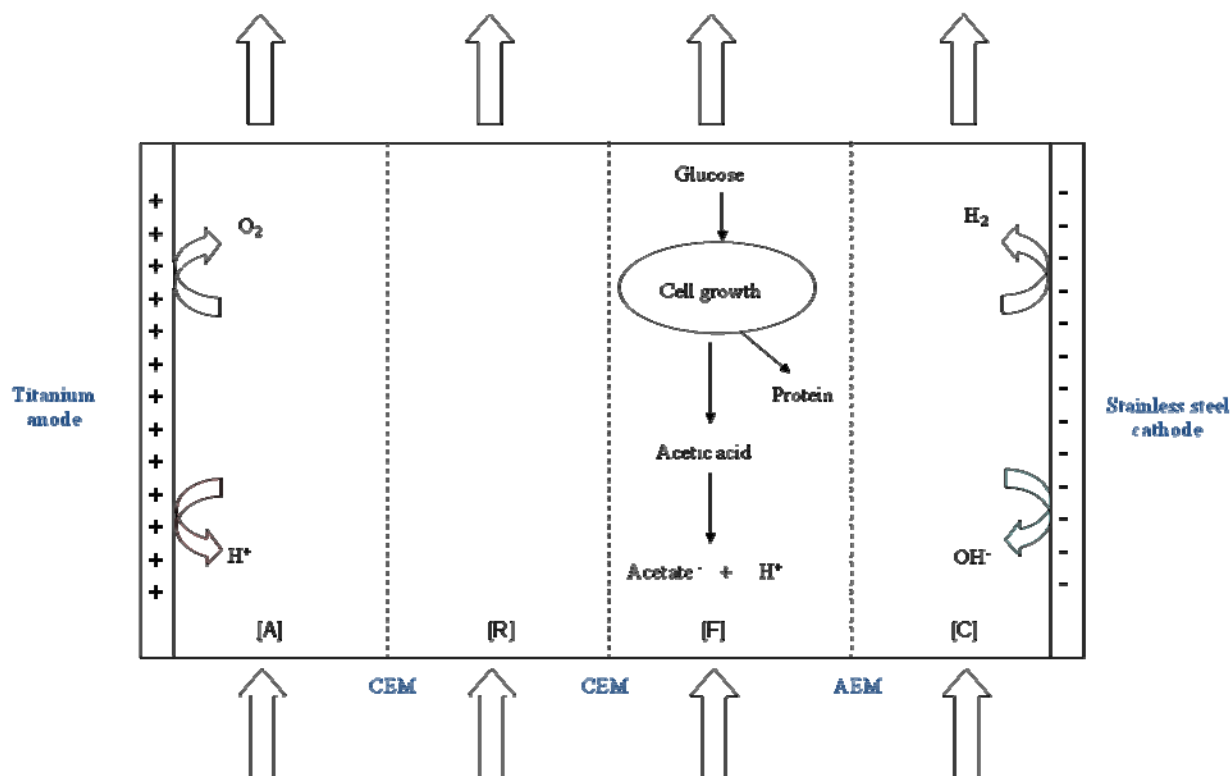 Glucose
O2
H2
Cell growth
Titanium
anode
Protein
Stainless steel
cathode
Acetic acid
H+
Acetate - + H+
OH-
[A]
[R]
[F]
[C]
CEM
CEM
AEM
+
+
+
+
+
+
+
+
+
+
+
+
+
-
-
-
-
-
-
-
-
-
-
-
-
-